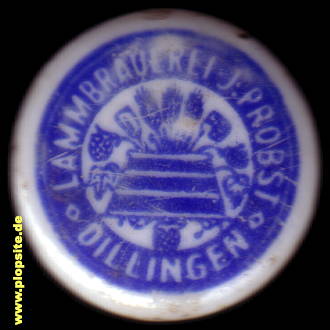 LAMMBRAUEREI J. PROBST
DILLINGEN
www.plopsite.de